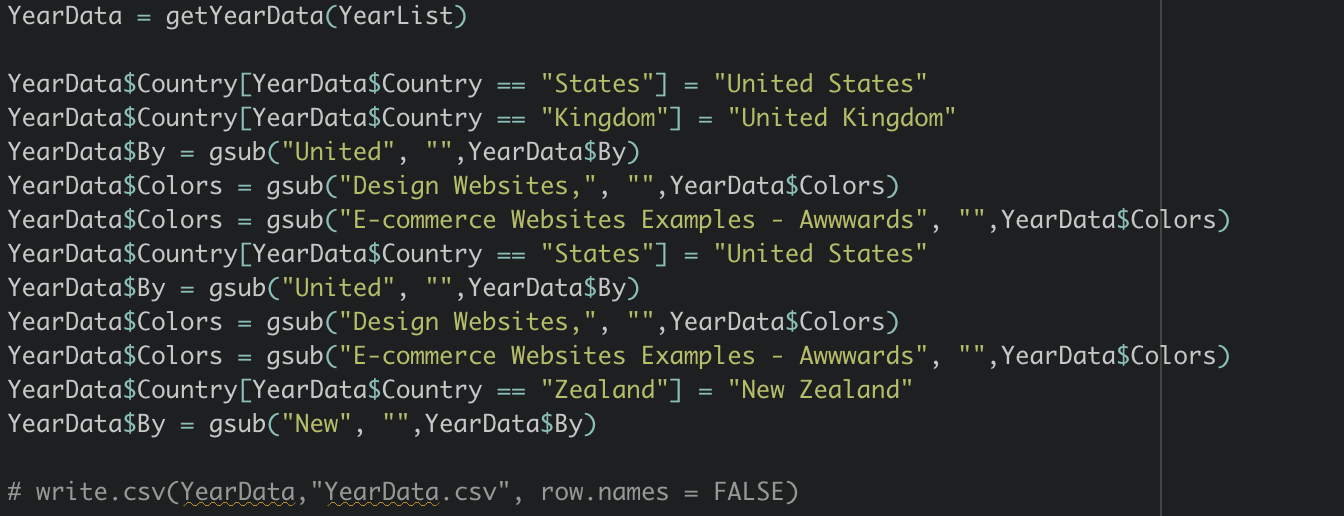 YearData = getYearData(YearList)
YearData$Country[YearData$Country == "States"] = "United States"
YearData$Country[YearData$Country == "Kingdom"] = "United Kingdom"
YearData$By = gsub("United", "",YearData$By)
YearData$Colors = gsub("Design Websites,", "",YearData$Colors)
YearData$Colors = gsub("E-commerce Websites Examples - Awwwards", "",YearData$Colors)
YearData$Country[YearData$Country == "States"] = "United States"
YearData$By = gsub("United", "",YearData$By)
YearData$Colors = gsub("Design Websites,", "",YearData$Colors)
YearData$Colors = gsub("E-commerce Websites Examples - Awwwards", "",YearData$Colors)
YearData$Country[YearData$Country == "Zealand"] = "New Zealand"
YearData$By = gsub("New", "",YearData$By)
# write.csv(YearData,"YearData.csv", row.names = FALSE)